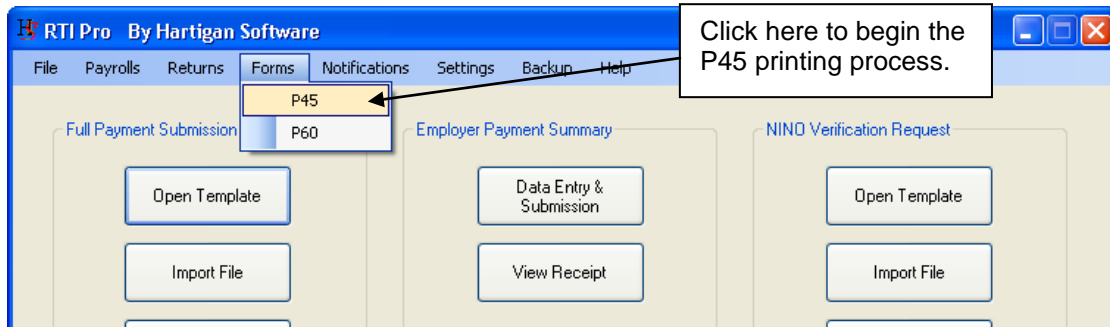 RTI Pro By Hartigan Software
Click here to begin the
P45 printing process.
File Payrolls Returns Forms Notifications Settings Backup Help
P45
P60
Full Payment Submission
Employer Payment Summary
NINO Verification Request
Open Template
Data Entry &
Submission
Open Template
Import File
View Receipt
Import File